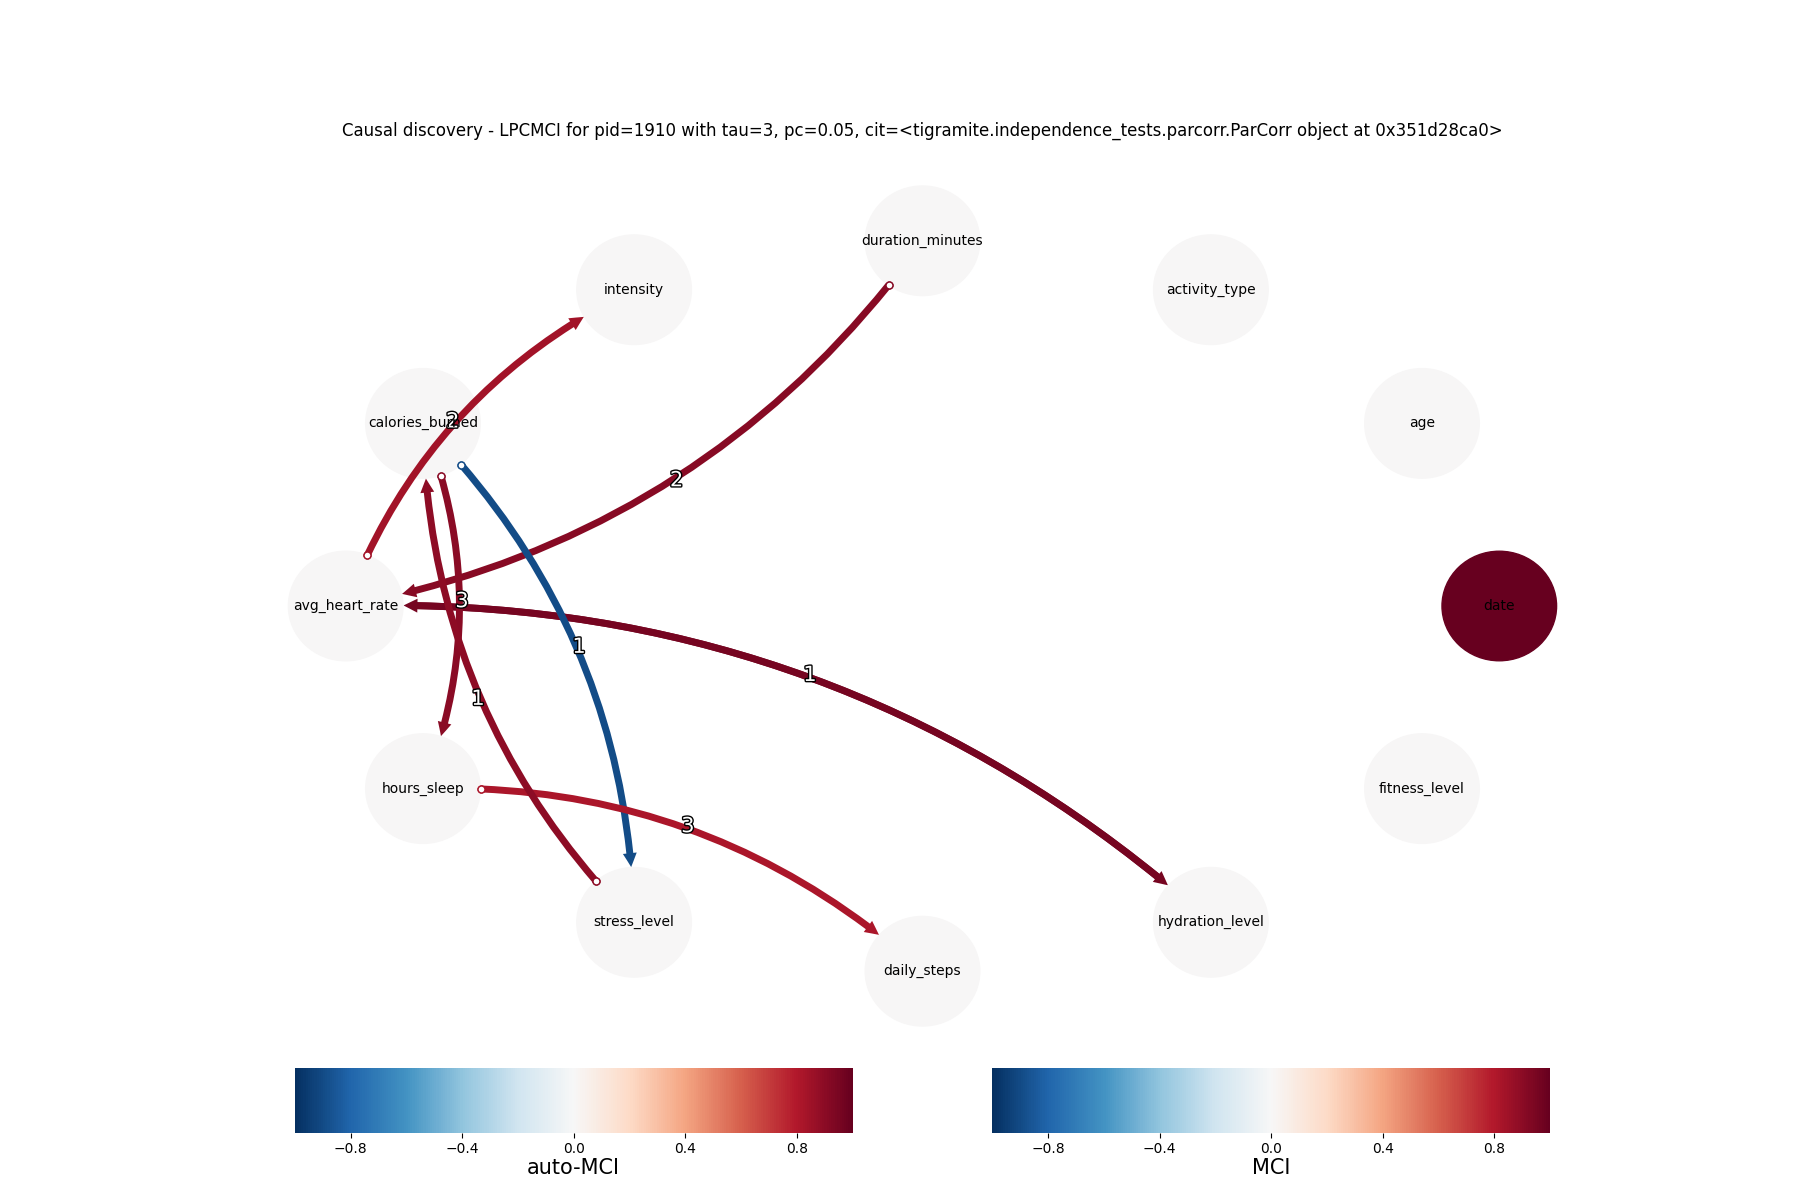 Causal discovery - LPCMCI for pid=1910 with tau=3, pc=0.05, cit=<tigramite.independence_tests.parcorr.ParCorr object at 0x351d28ca0>
duration_minutes
intensity
activity_type
calories_burned
2
age
2
avg_heart_rate
3
date
1
1
1
hours_sleep
fitness_level
3
stress_level
hydration_level
daily_steps
−0.8 −0.4 0.0 0.4 0.8
auto-MCI
−0.8 −0.4 0.0 0.4 0.8
MCI